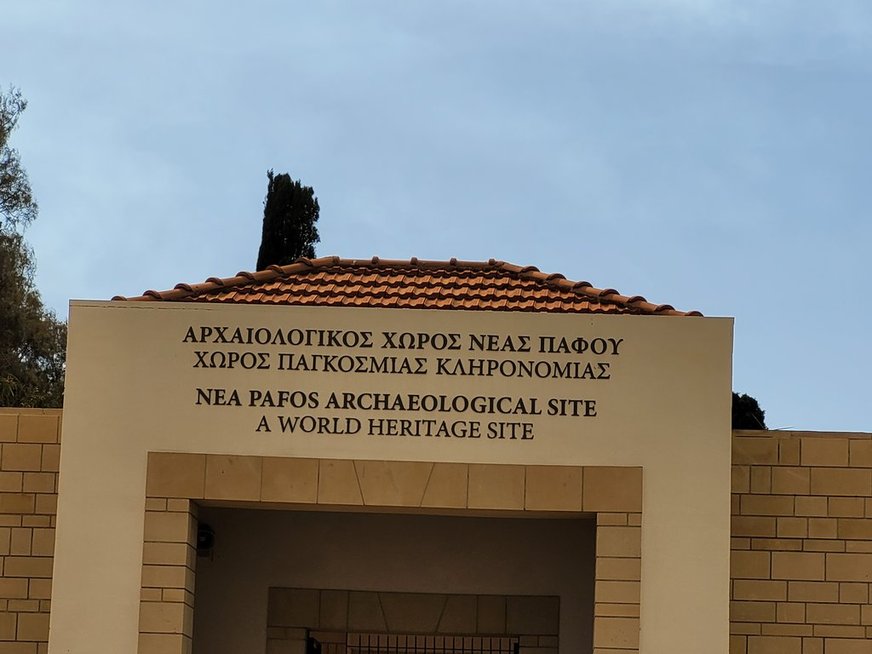 ΑΡΧΑΙΟΛΟΓΙΚΟΣ ΧΩΡΟΣ ΝΕΑΣ ΠΑΦΟΥ
ΧΩΡΟΣ ΠΑΓΚΟΣΜΙΑΣ ΚΛΗΡΟΝΟΜΙΑΣ
NEA PAFOS ARCHAEOLOGICAL SITE
A WORLD HERITAGE SITE